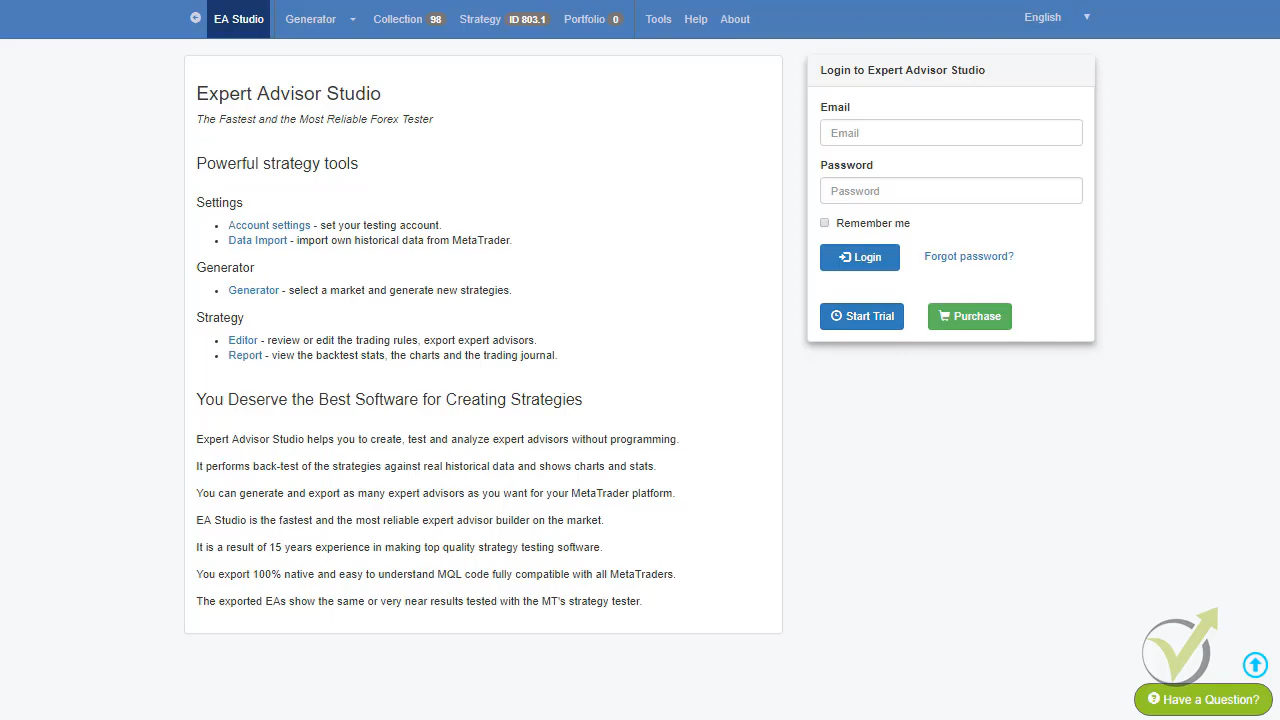 EA Studio
Generator
Collection 98
Strategy ID 803.1
Portfolio 0
Tools
Help
About
English
Expert Advisor Studio
The Fastest and the Most Reliable Forex Tester
Powerful strategy tools
Settings
Account settings - set your testing account.
Data Import - import own historical data from MetaTrader.
Generator
Generator - select a market and generate new strategies.
Strategy
Editor - review or edit the trading rules, export expert advisors.
Report - view the backtest stats, the charts and the trading journal.
You Deserve the Best Software for Creating Strategies
Expert Advisor Studio helps you to create, test and analyze expert advisors without programming.
It performs back-test of the strategies against real historical data and shows charts and stats.
You can generate and export as many expert advisors as you want for your MetaTrader platform.
EA Studio is the fastest and the most reliable expert advisor builder on the market.
It is a result of 15 years experience in making top quality strategy testing software.
You export 100% native and easy to understand MQL code fully compatible with all MetaTraders.
The exported EAs show the same or very near results tested with the MT's strategy tester.
Login to Expert Advisor Studio
Email
Email
Password
Password
Remember me
Login
Forgot password?
Start Trial
Purchase
Have a Question?